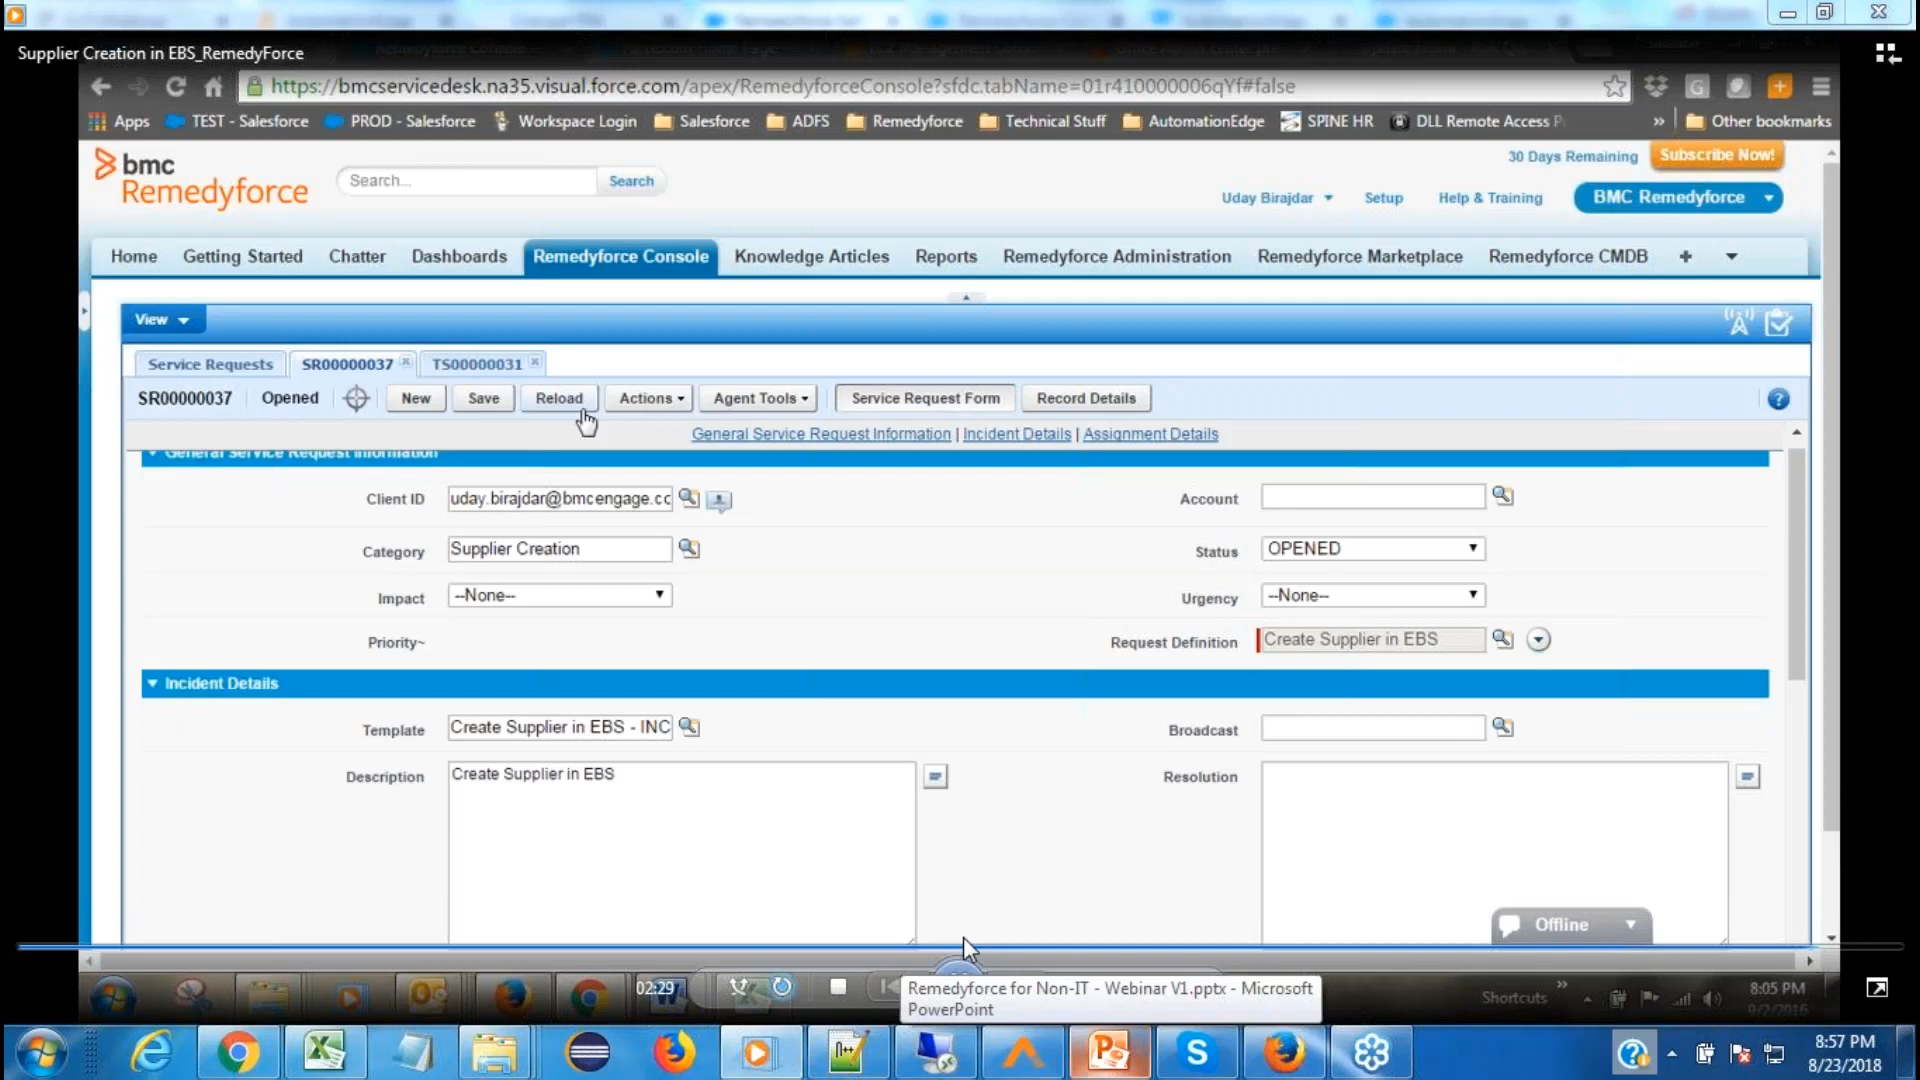 Supplier Creation in EBS_RemedyForce
https://bmcservicedesk.na35.visual.force.com/apex/RemedyforceConsole?sfdc.tabName=01r410000006qYf#false
Apps TEST - Salesforce PROD - Salesforce Workspace Login Salesforce ADFS Remedyforce Technical Stuff AutomationEdge SPINE HR DLL Remote Access » Other bookmarks
30 Days Remaining Subscribe Now!
bmc
Remedyforce
Search... Search
Uday Birajdar Setup Help & Training BMC Remedyforce
Home Getting Started Chatter Dashboards Remedyforce Console Knowledge Articles Reports Remedyforce Administration Remedyforce Marketplace Remedyforce CMDB +
View
Service Requests SR00000037 TS00000031
SR00000037 Opened New Save Reload Actions Agent Tools Service Request Form Record Details
General Service Request Information | Incident Details | Assignment Details
General Service Request Information
Client ID uday.birajdar@bmcengage.cc Account
Category Supplier Creation Status OPENED
Impact --None-- Urgency --None--
Priority~ Request Definition Create Supplier in EBS
Incident Details
Template Create Supplier in EBS - INC Broadcast
Description Create Supplier in EBS Resolution
Offline
02:29
Remedyforce for Non-IT - Webinar V1.pptx - Microsoft
PowerPoint
Shortcuts » 8:05 PM
9/2/2016
8:57 PM
8/23/2018